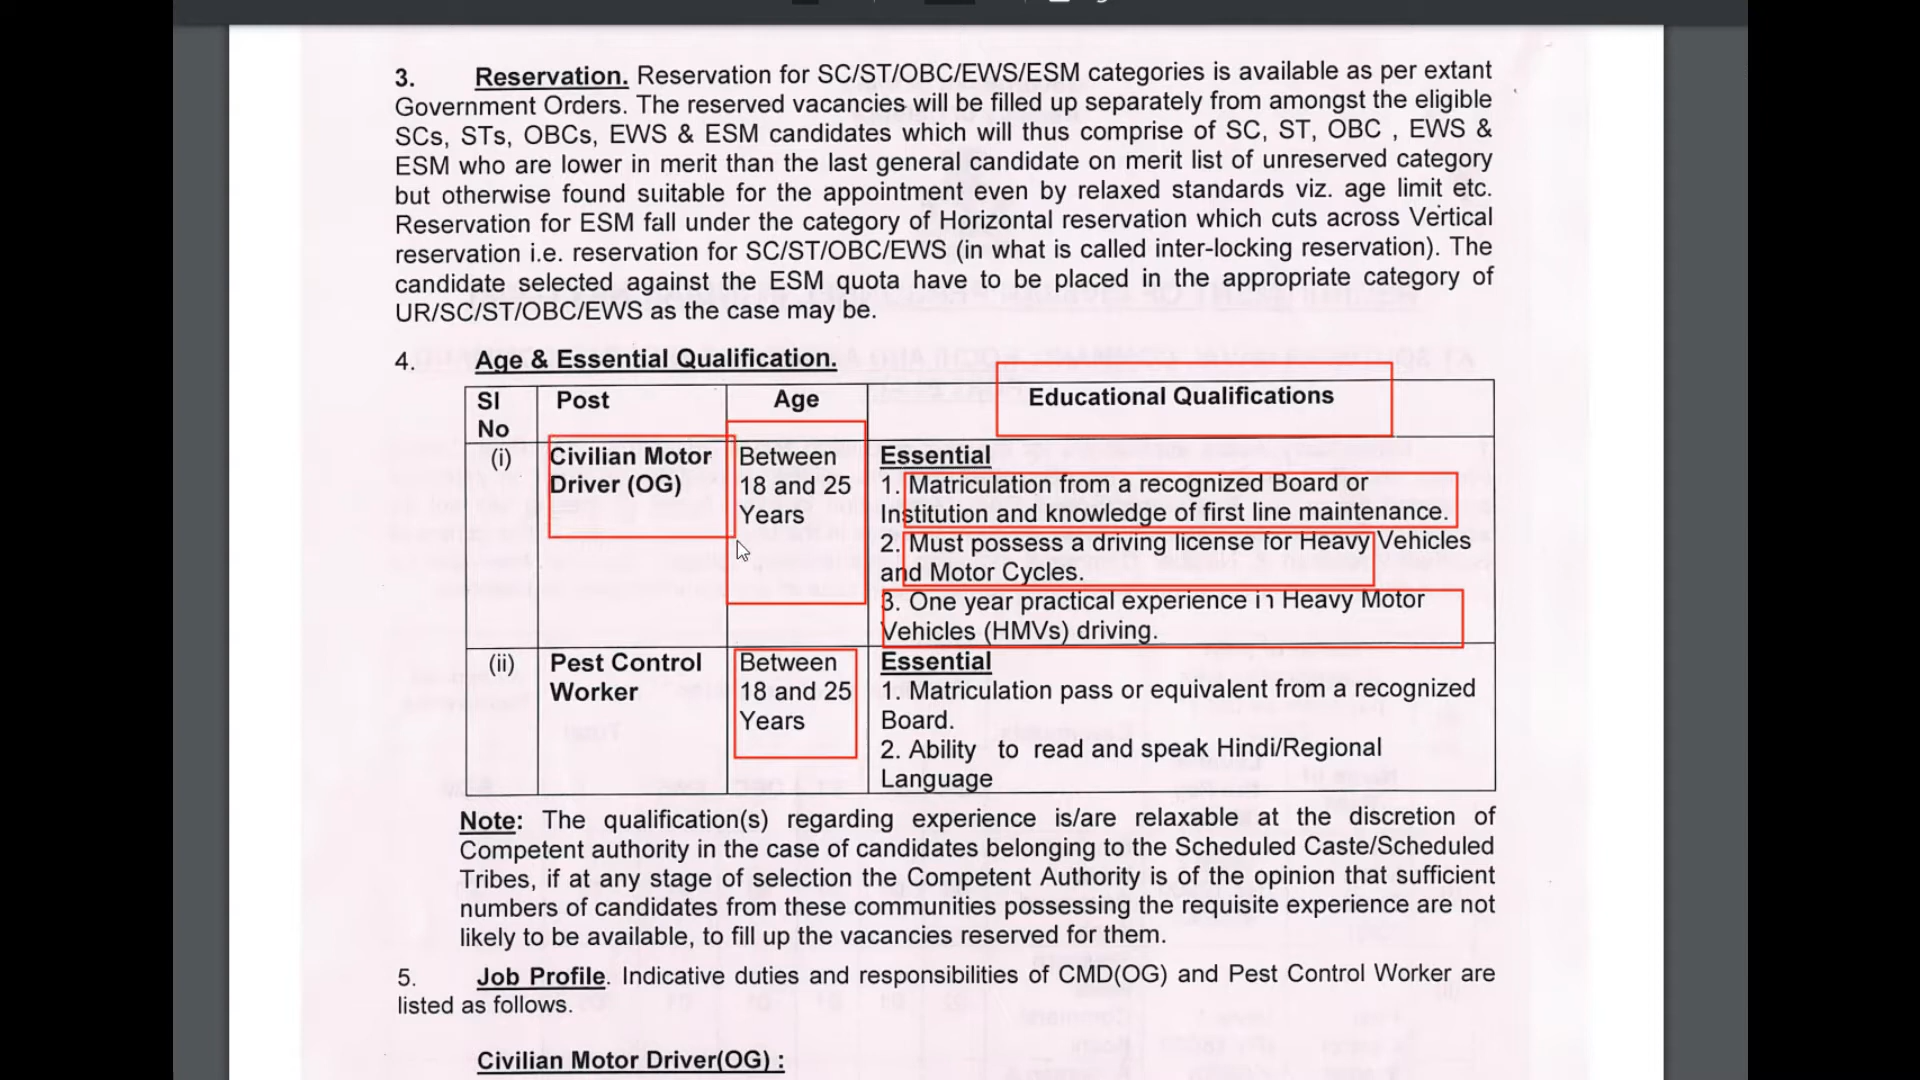 3. Reservation. Reservation for SC/ST/OBC/EWS/ESM categories is available as per extant
Government Orders. The reserved vacancies will be filled up separately from amongst the eligible
SCs, STs, OBCs, EWS & ESM candidates which will thus comprise of SC, ST, OBC , EWS &
ESM who are lower in merit than the last general candidate on merit list of unreserved category
but otherwise found suitable for the appointment even by relaxed standards viz. age limit etc.
Reservation for ESM fall under the category of Horizontal reservation which cuts across Vertical
reservation i.e. reservation for SC/ST/OBC/EWS (in what is called inter-locking reservation). The
candidate selected against the ESM quota have to be placed in the appropriate category of
UR/SC/ST/OBC/EWS as the case may be.
4. Age & Essential Qualification.
Sl No Post Age Educational Qualifications
(i) Civilian Motor Driver (OG)
Between
18 and 25
Years
Essential
1. Matriculation from a recognized Board or
Institution and knowledge of first line maintenance.
2. Must possess a driving license for Heavy Vehicles
and Motor Cycles.
3. One year practical experience in Heavy Motor
Vehicles (HMVs) driving.
(ii) Pest Control Worker
Between
18 and 25
Years
Essential
1. Matriculation pass or equivalent from a recognized
Board.
2. Ability to read and speak Hindi/Regional
Language
Note: The qualification(s) regarding experience is/are relaxable at the discretion of
Competent authority in the case of candidates belonging to the Scheduled Caste/Scheduled
Tribes, if at any stage of selection the Competent Authority is of the opinion that sufficient
numbers of candidates from these communities possessing the requisite experience are not
likely to be available, to fill up the vacancies reserved for them.
5. Job Profile. Indicative duties and responsibilities of CMD(OG) and Pest Control Worker are
listed as follows.
Civilian Motor Driver(OG) :